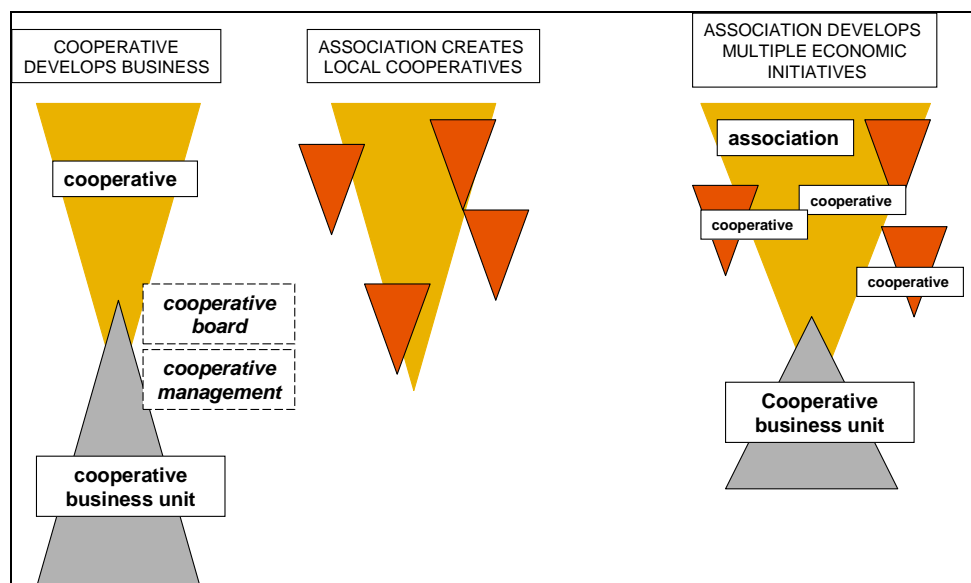 COOPERATIVE
DEVELOPS BUSINESS
cooperative
cooperative
board
cooperative
management
cooperative
business unit
ASSOCIATION CREATES
LOCAL COOPERATIVES
ASSOCIATION DEVELOPS
MULTIPLE ECONOMIC
INITIATIVES
association
cooperative
cooperative
cooperative
Cooperative
business unit